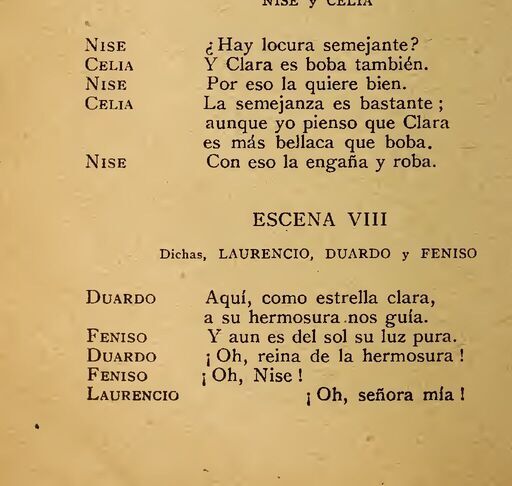 NISE y CELIA
NISE ¿Hay locura semejante?
CELIA Y Clara es boba también.
NISE Por eso la quiere bien.
CELIA La semejanza es bastante;
aunque yo pienso que Clara
es más bellaca que boba.
NISE Con eso la engaña y roba.
ESCENA VIII
Dichas, LAURENCIO, DUARDO y FENISO
DUARDO Aquí, como estrella clara,
a su hermosura nos guía.
FENISO Y aun es del sol su luz pura.
DUARDO ¡Oh, reina de la hermosura!
FENISO ¡Oh, Nise!
LAURENCIO ¡Oh, señora mía!